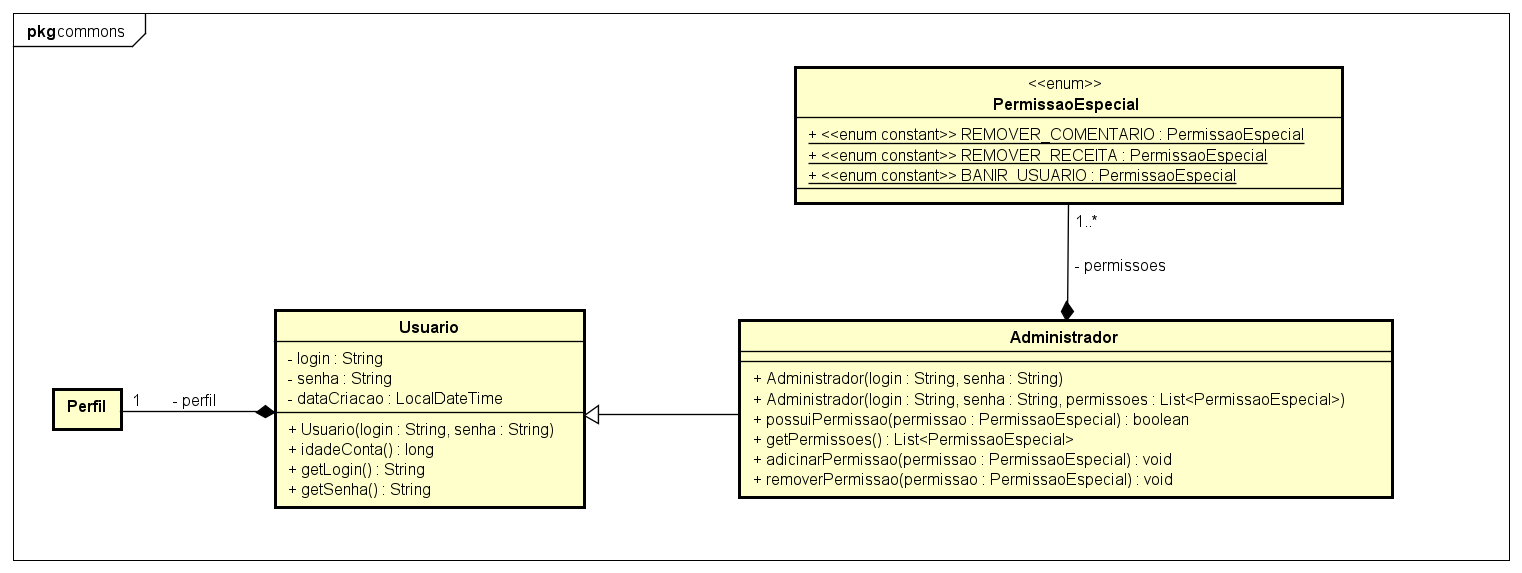 pkg commons
<<enum>>
PermissaoEspecial
+ <<enum constant>> REMOVER_COMENTARIO : PermissaoEspecial
+ <<enum constant>> REMOVER_RECEITA : PermissaoEspecial
+ <<enum constant>> BANIR_USUARIO : PermissaoEspecial
1..*
- permissoes
Perfil
1
- perfil
Usuario
- login : String
- senha : String
- dataCriacao : LocalDateTime
+ Usuario(login : String, senha : String)
+ idadeConta() : long
+ getLogin() : String
+ getSenha() : String
Administrador
+ Administrador(login : String, senha : String)
+ Administrador(login : String, senha : String, permissoes : List<PermissaoEspecial>)
+ possuiPermissao(permissao : PermissaoEspecial) : boolean
+ getPermissoes() : List<PermissaoEspecial>
+ adicinarPermissao(permissao : PermissaoEspecial) : void
+ removerPermissao(permissao : PermissaoEspecial) : void